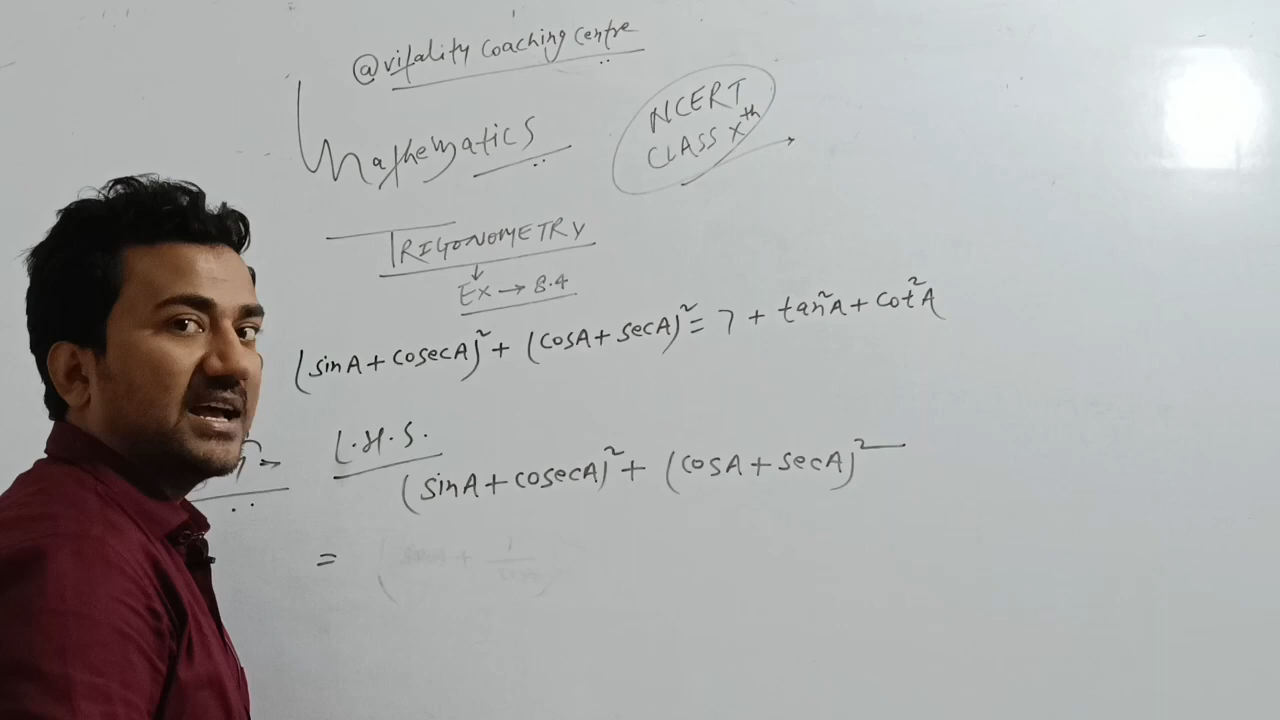 @vitality coaching centre
Mathematics
NCERT
CLASS Xth
TRIGONOMETRY
Ex → 8.4
(sinA + cosecA)² + (cosA + secA)² = 7 + tan²A + cot²A
L.H.S.
(sinA + cosecA)² + (cosA + secA)²
=